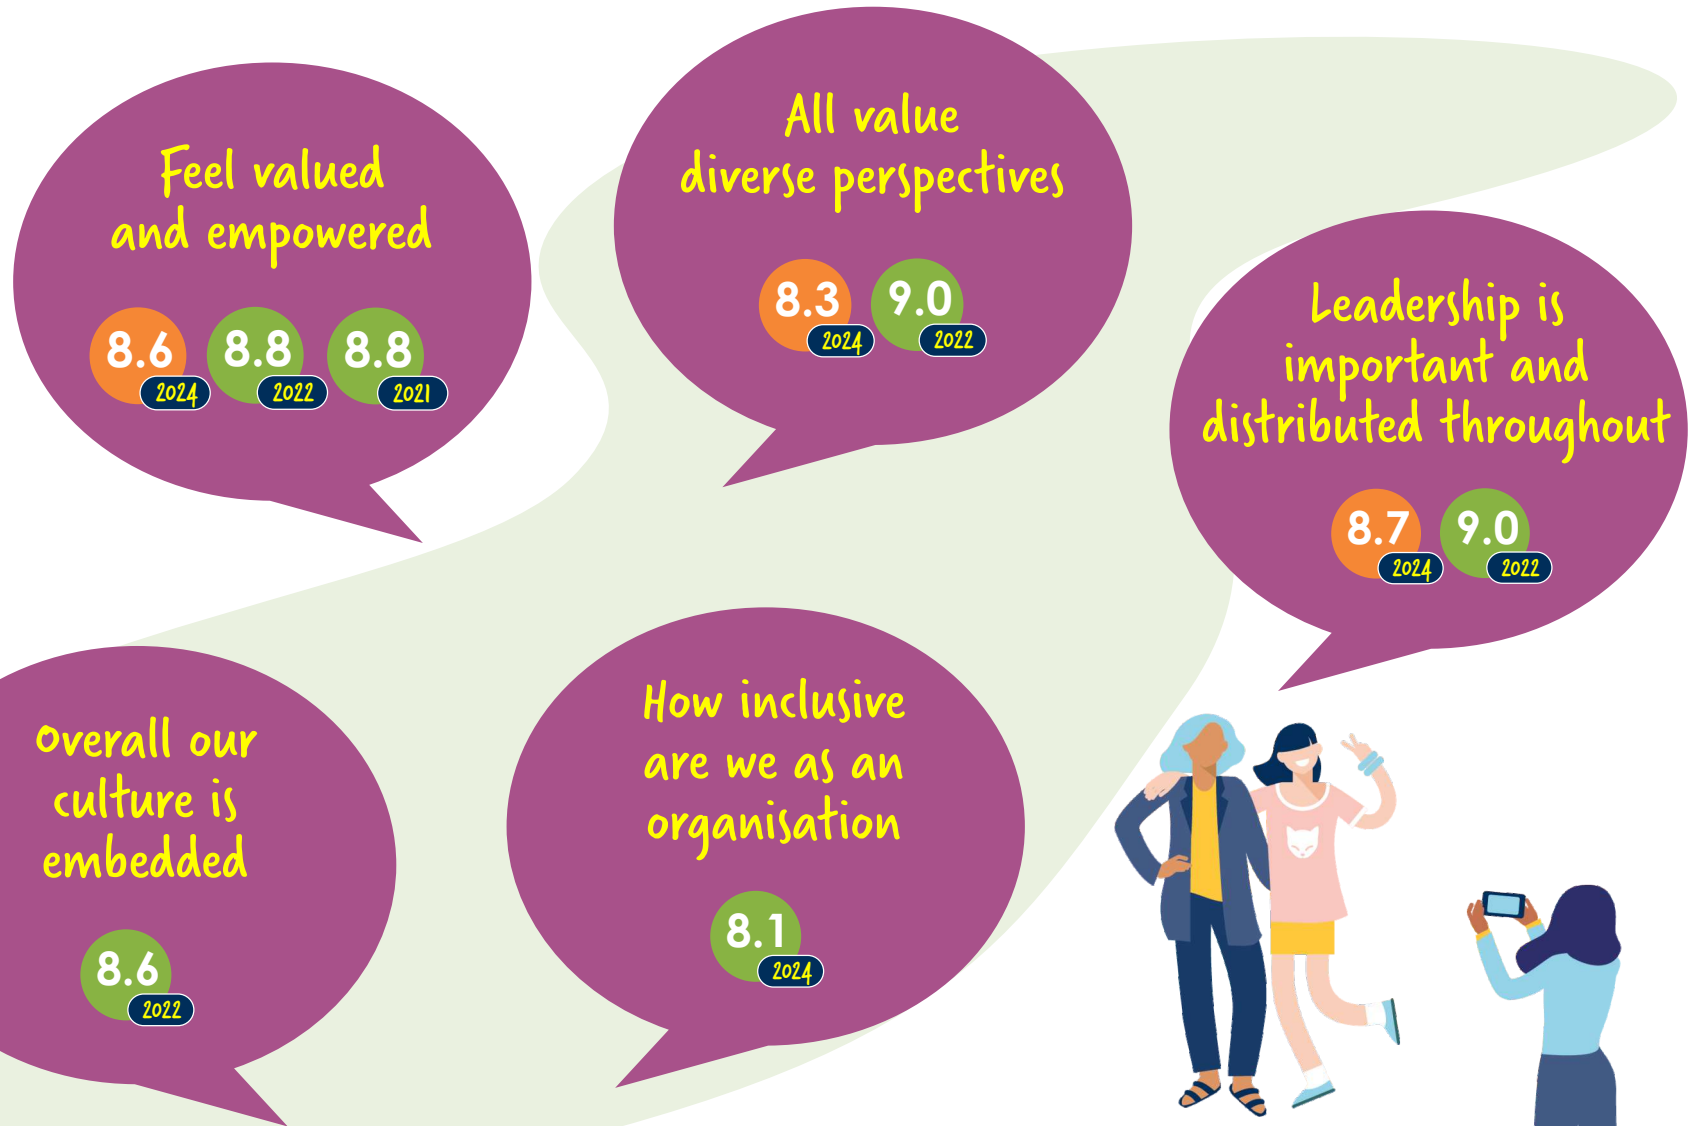 Feel valued
and empowered
8.6 8.8 8.8
2024 2022 2021
All value
diverse perspectives
8.3 9.0
2024 2022
Leadership is
important and
distributed throughout
8.7 9.0
2024 2022
Overall our
culture is
embedded
8.6
2022
How inclusive
are we as an
organisation
8.1
2024